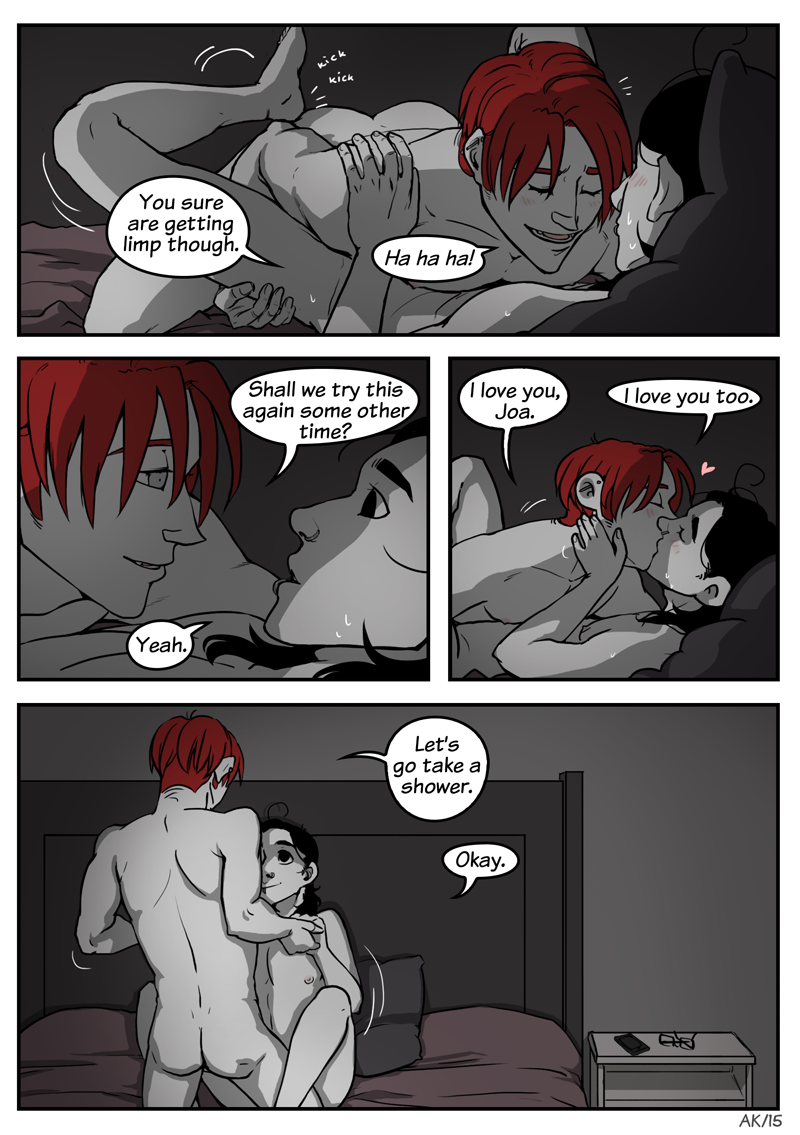 kick
kick
You sure
are getting
limp though.
Ha ha ha!
Shall we try this
again some other
time?
Yeah.
I love you,
Joa.
I love you too.
Let's
go take a
shower.
Okay.
AK/15